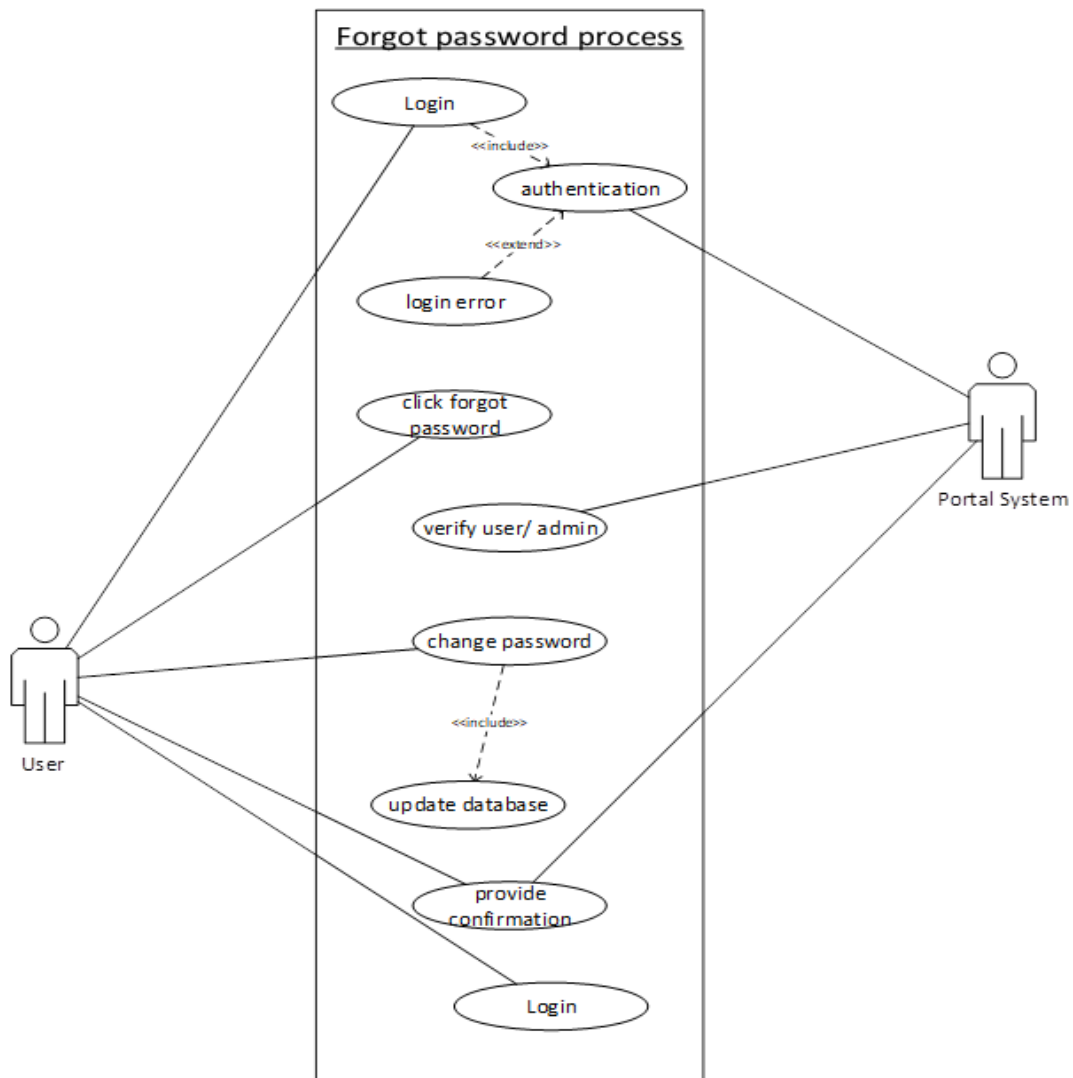 Forgot password process
Login
<<include>>
authentication
<<extend>>
login error
click forgot
password
verify user/ admin
Portal System
change password
<<include>>
User
update database
provide
confirmation
Login